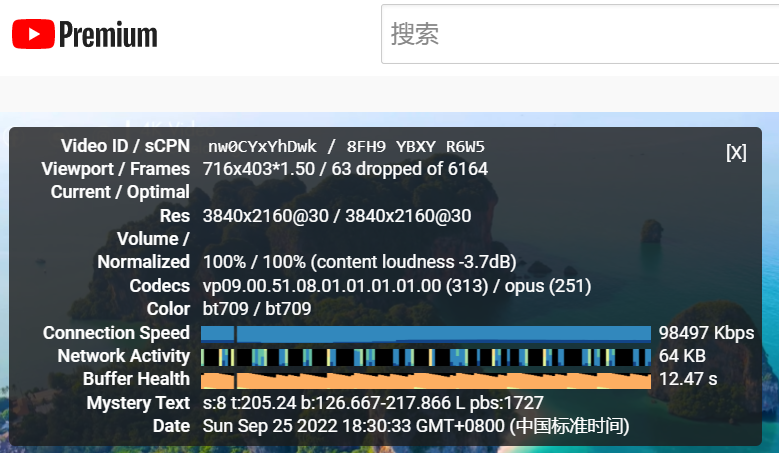 Premium
搜索
Video ID / sCPN nw0CYxYhDwk / 8FH9 YBXY R6W5
[X]
Viewport / Frames 716x403*1.50 / 63 dropped of 6164
Current / Optimal
Res 3840x2160@30 / 3840x2160@30
Volume /
Normalized 100% / 100% (content loudness -3.7dB)
Codecs vp09.00.51.08.01.01.01.01.00 (313) / opus (251)
Color bt709 / bt709
Connection Speed 98497 Kbps
Network Activity 64 KB
Buffer Health 12.47 s
Mystery Text s:8 t:205.24 b:126.667-217.866 L pbs:1727
Date Sun Sep 25 2022 18:30:33 GMT+0800 (中国标准时间)